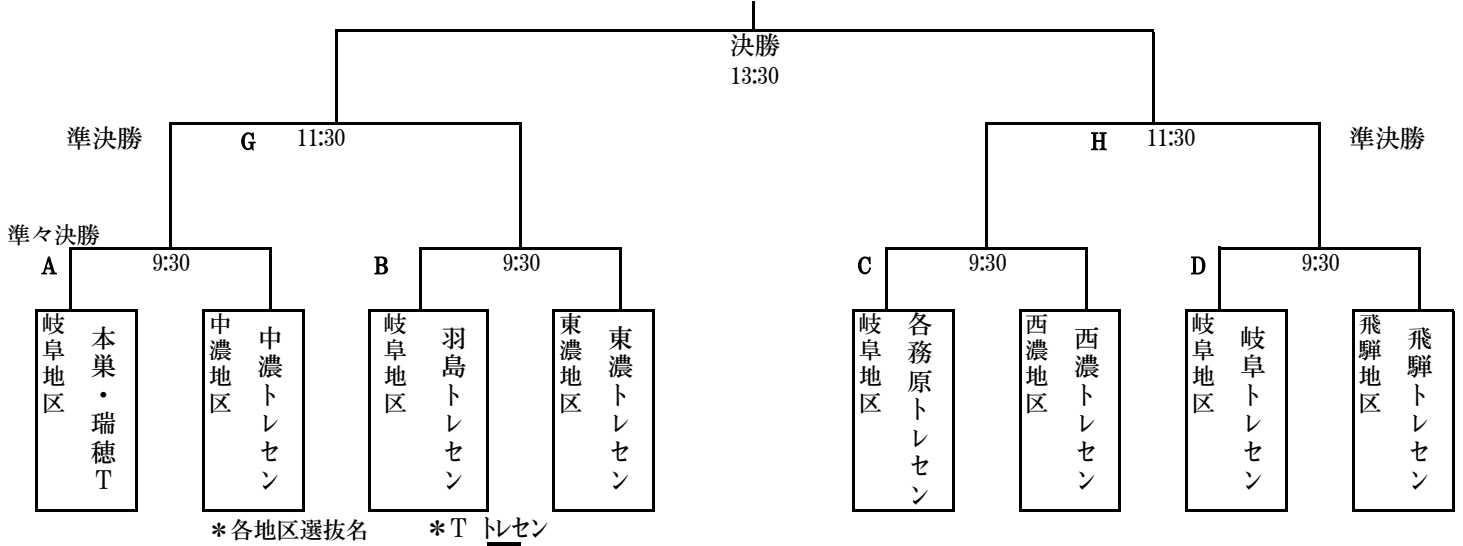 決勝
13:30
準決勝
G
11:30
H
11:30
準決勝
準々決勝
A
9:30
B
9:30
C
9:30
D
9:30
岐阜地区
本巣・瑞穂T
中濃地区
中濃トレセン
岐阜地区
羽島トレセン
東濃地区
東濃トレセン
岐阜地区
各務原トレセン
西濃地区
西濃トレセン
岐阜地区
岐阜トレセン
飛騨地区
飛騨トレセン
＊各地区選抜名
＊T トレセン